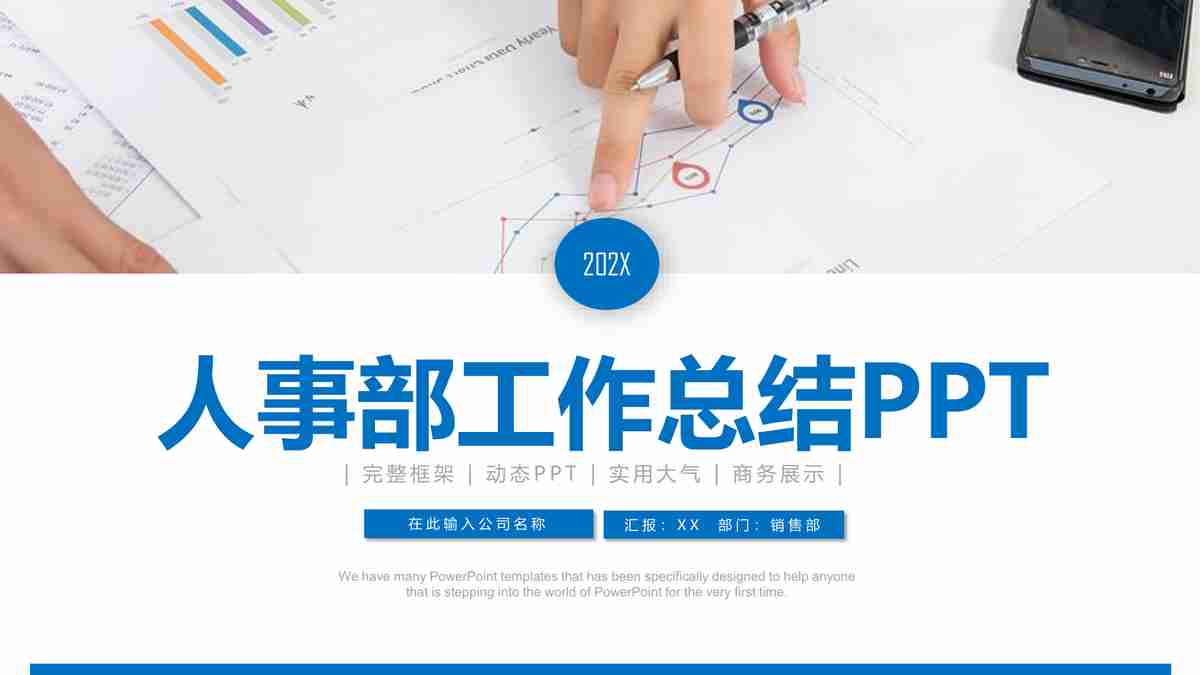 202X
人事部工作总结PPT
| 完整框架 | 动态PPT | 实用大气 | 商务展示 |
在此输入公司名称
汇报：XX 部门：销售部
We have many PowerPoint templates that has been specifically designed to help anyone
that is stepping into the world of PowerPoint for the very first time.